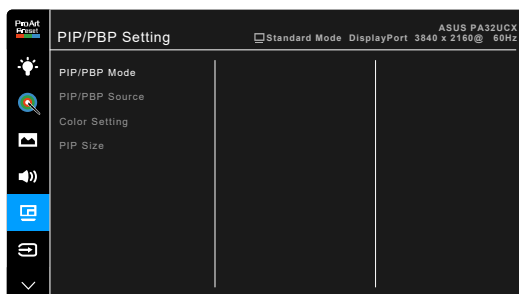 ProArt
Preset
PIP/PBP Setting
ASUS PA32UCX
Standard Mode DisplayPort 3840 x 2160@ 60Hz
PIP/PBP Mode
PIP/PBP Source
Color Setting
PIP Size